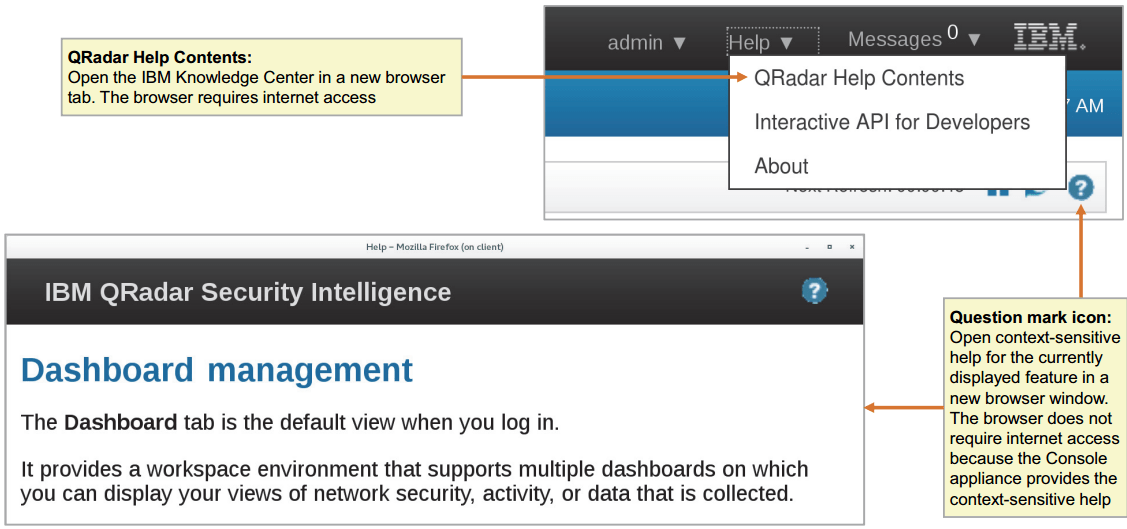 QRadar Help Contents:
Open the IBM Knowledge Center in a new browser
tab. The browser requires internet access
admin ▼
Help ▼
Messages 0 ▼
IBM.
QRadar Help Contents
Interactive API for Developers
About
AM
Help – Mozilla Firefox (on client)
IBM QRadar Security Intelligence
?
?
Dashboard management
The Dashboard tab is the default view when you log in.
It provides a workspace environment that supports multiple dashboards on which
you can display your views of network security, activity, or data that is collected.
Question mark icon:
Open context-sensitive
help for the currently
displayed feature in a
new browser window.
The browser does not
require internet access
because the Console
appliance provides the
context-sensitive help